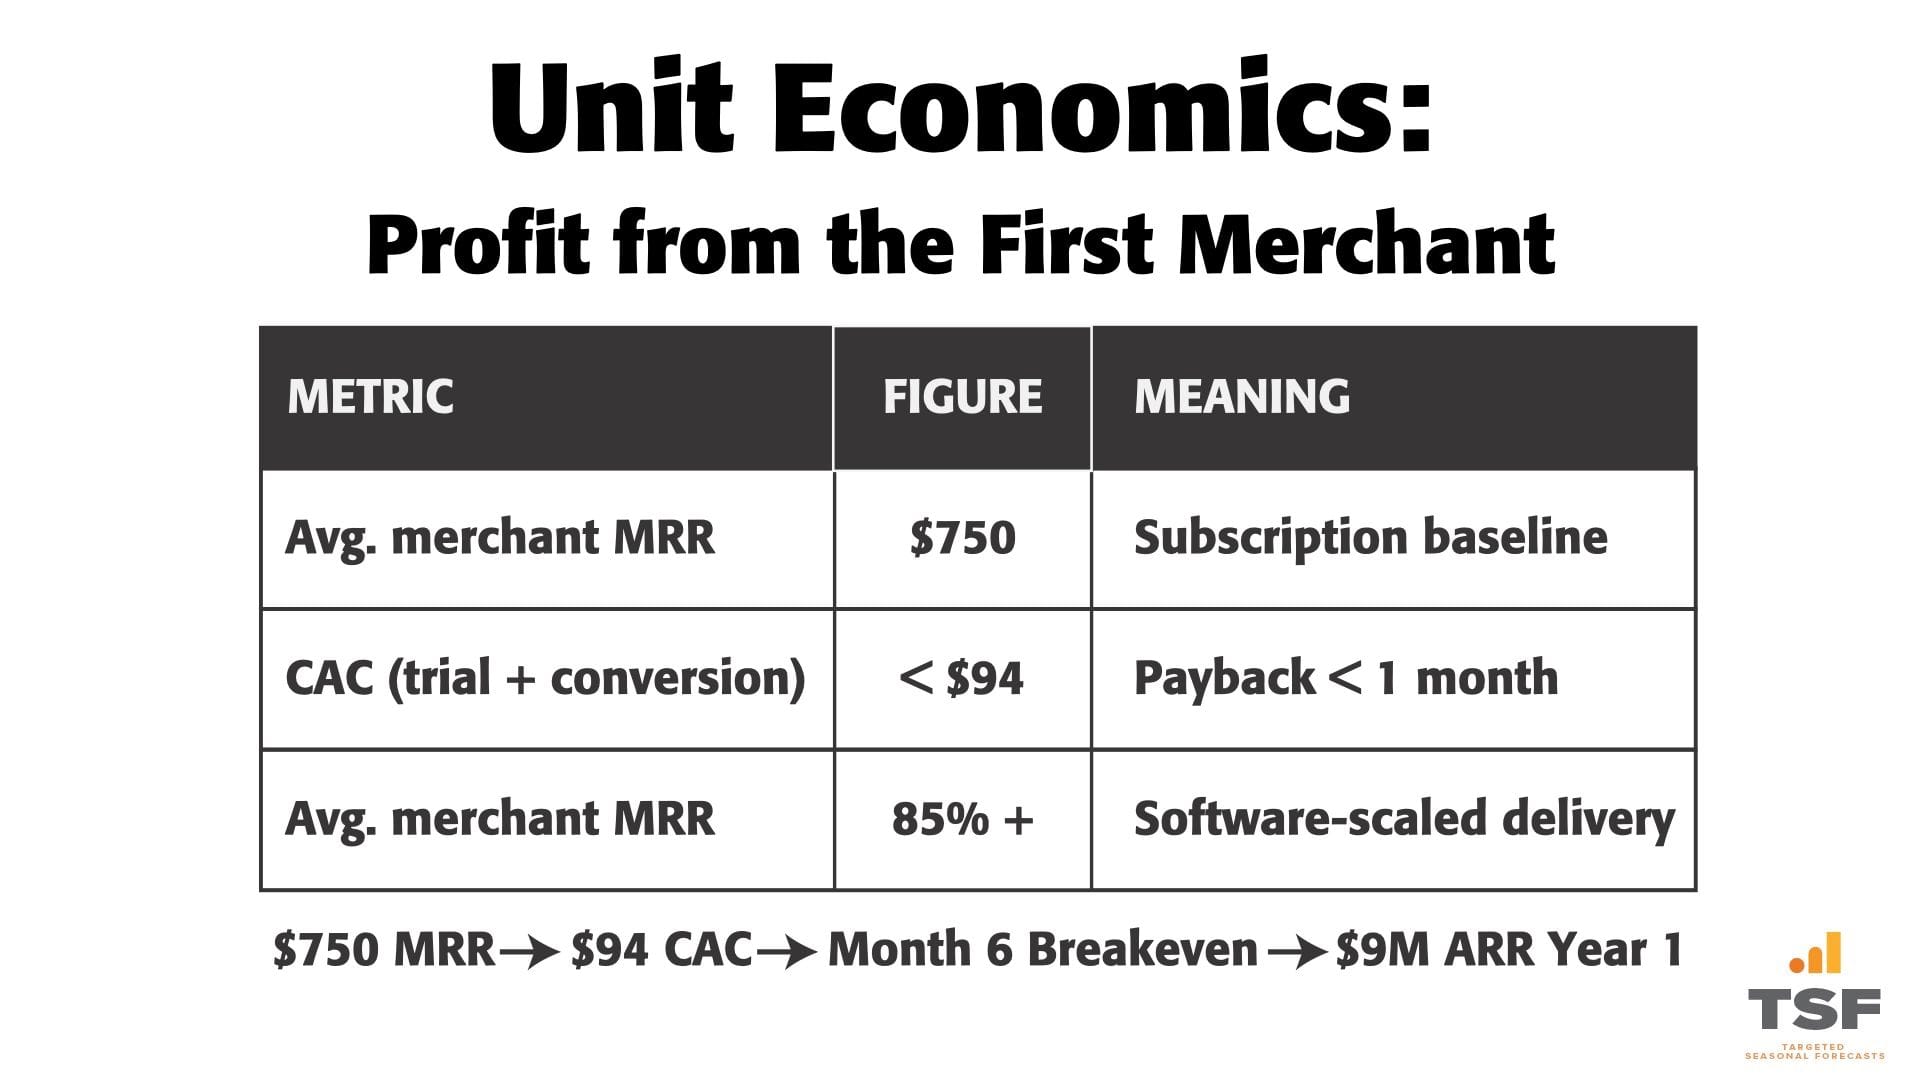 Unit Economics:
Profit from the First Merchant
METRIC FIGURE MEANING
Avg. merchant MRR $750 Subscription baseline
CAC (trial + conversion) < $94 Payback < 1 month
Avg. merchant MRR 85% + Software-scaled delivery
$750 MRR→ $94 CAC→ Month 6 Breakeven → $9M ARR Year 1
TSF
TARGETED
SEASONAL FORECASTS